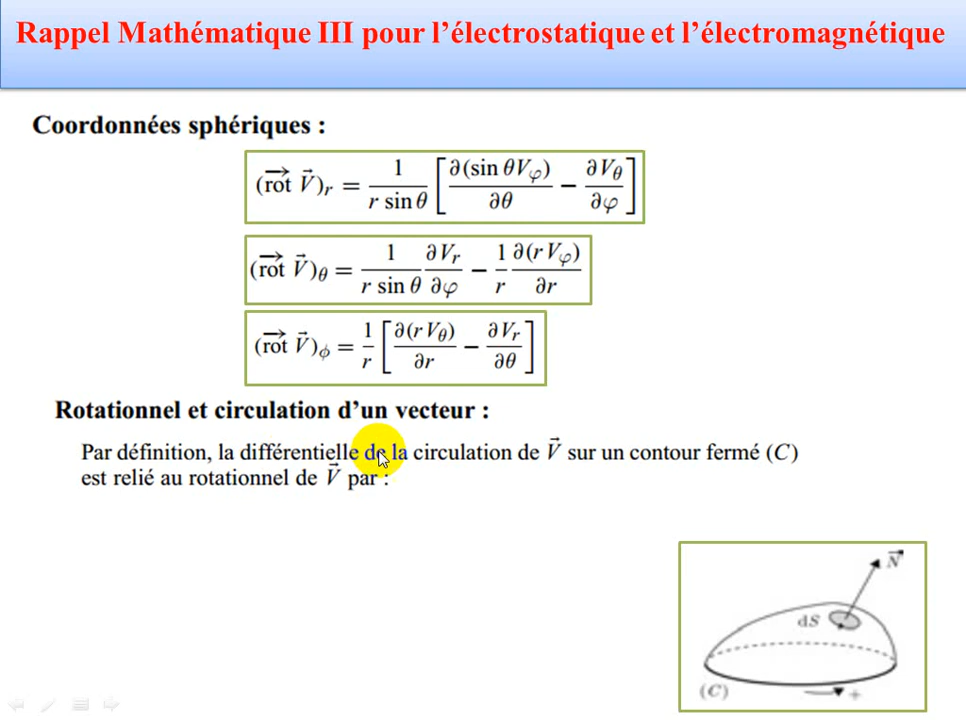 Rappel Mathématique III pour l’électrostatique et l’électromagnétique
Coordonnées sphériques :
(rot⃗ V⃗)_r = 1/(r sin θ) [∂(sin θV_φ)/∂θ − ∂V_θ/∂φ]
(rot⃗ V⃗)_θ = 1/(r sin θ) ∂V_r/∂φ − 1/r ∂(r V_φ)/∂r
(rot⃗ V⃗)_ϕ = 1/r [∂(r V_θ)/∂r − ∂V_r/∂θ]
Rotationnel et circulation d’un vecteur :
Par définition, la différentielle de la circulation de V⃗ sur un contour fermé (C)
est relié au rotationnel de V⃗ par :
N⃗
dS
(C)
+